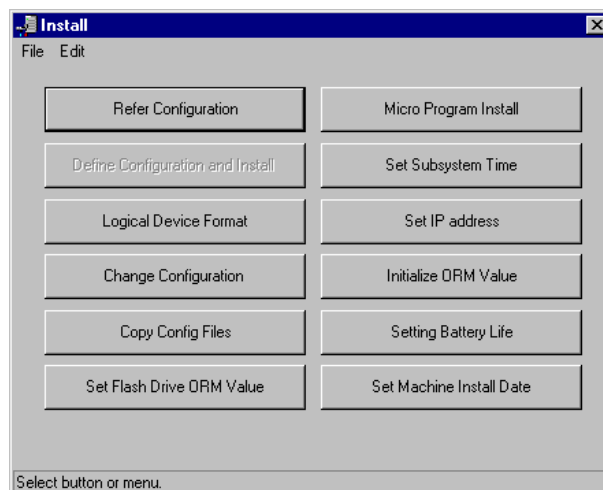 Install
File Edit
Refer Configuration
Micro Program Install
Define Configuration and Install
Set Subsystem Time
Logical Device Format
Set IP address
Change Configuration
Initialize ORM Value
Copy Config Files
Setting Battery Life
Set Flash Drive ORM Value
Set Machine Install Date
Select button or menu.